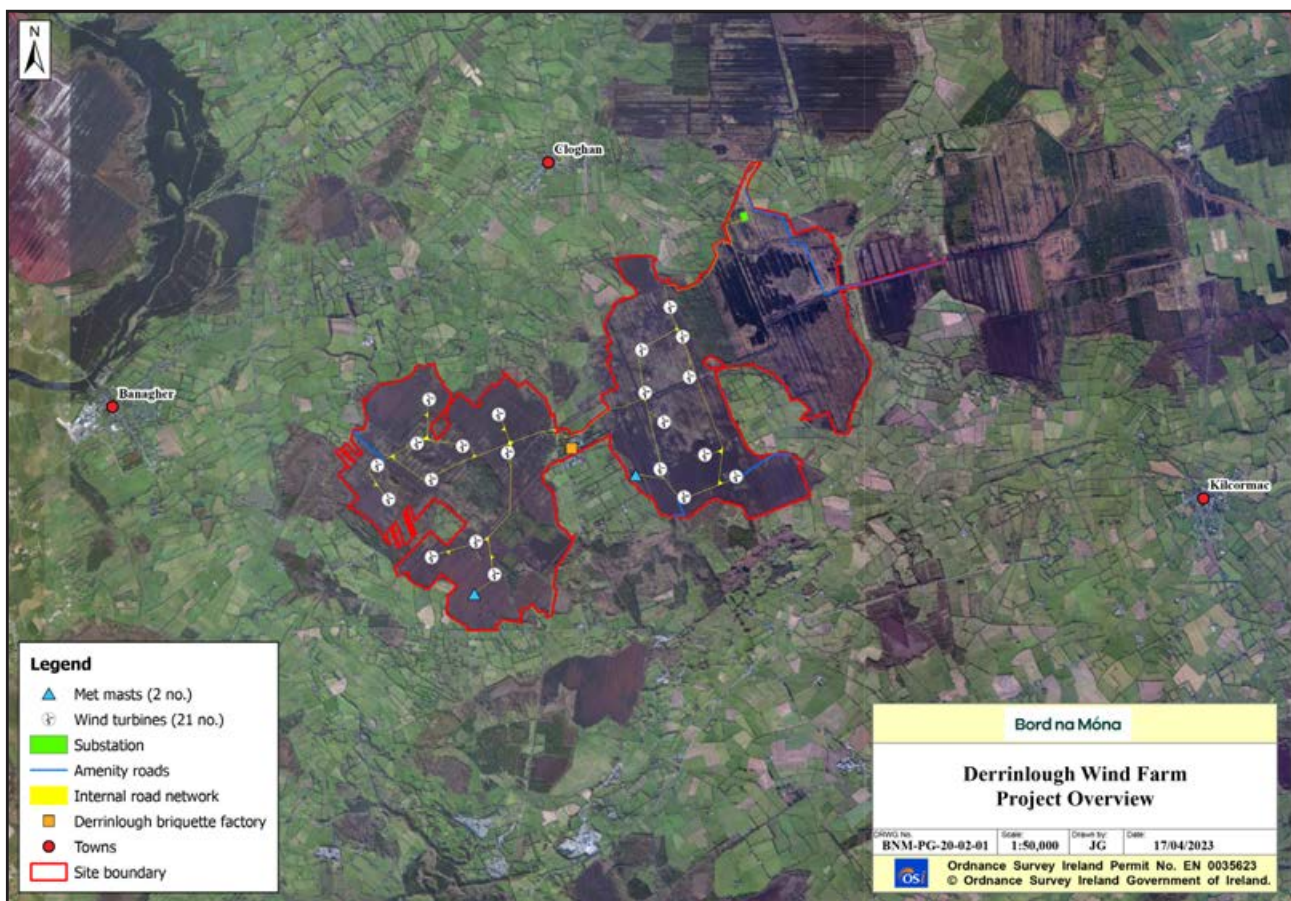 N
Cloghan
Banagher
Kilcormac
Legend
Met masts (2 no.)
Wind turbines (21 no.)
Substation
Amenity roads
Internal road network
Derrinlough briquette factory
Towns
Site boundary
Bord na Móna
Derrinlough Wind Farm
Project Overview
DRWG No. Scale: Drawn by: Date:
BNM-PG-20-02-01 1:50,000 JG 17/04/2023
OSi
Ordnance Survey Ireland Permit No. EN 0035623
© Ordnance Survey Ireland Government of Ireland.